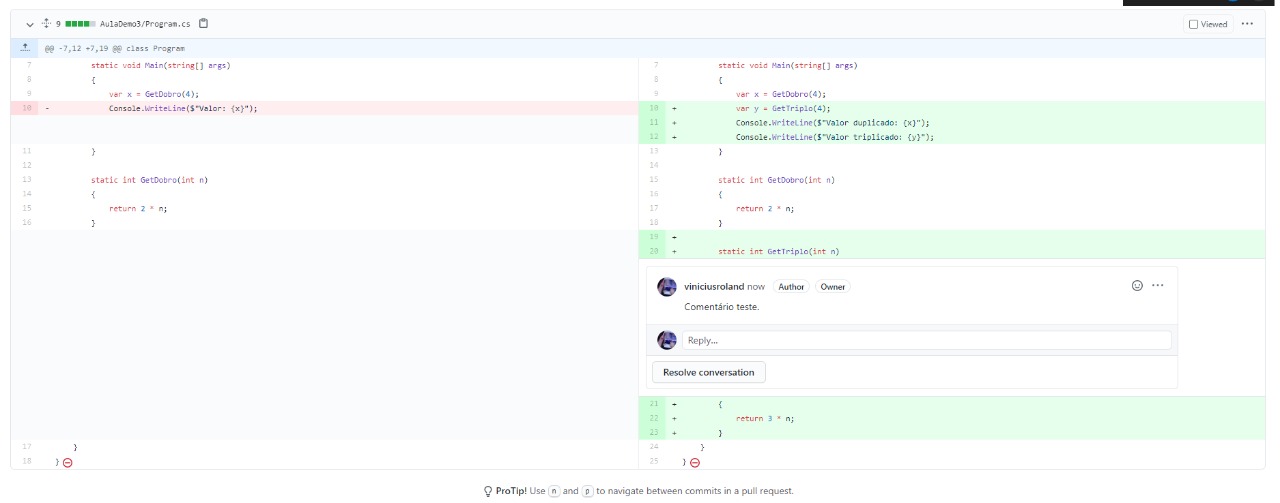 9 AulaDemo3/Program.cs Viewed
@@ -7,12 +7,19 @@ class Program
7 static void Main(string[] args)
8 {
9 var x = GetDobro(4);
10 - Console.WriteLine($"Valor: {x}");
11 }
12
13 static int GetDobro(int n)
14 {
15 return 2 * n;
16 }
17 }
18 }
7 static void Main(string[] args)
8 {
9 var x = GetDobro(4);
10 + var y = GetTriplo(4);
11 + Console.WriteLine($"Valor duplicado: {x}");
12 + Console.WriteLine($"Valor triplicado: {y}");
13 }
14
15 static int GetDobro(int n)
16 {
17 return 2 * n;
18 }
19 +
20 + static int GetTriplo(int n)
viniciusroland now Author Owner
Comentário teste.
Reply...
Resolve conversation
21 + {
22 + return 3 * n;
23 + }
24 }
25 }
ProTip! Use n and p to navigate between commits in a pull request.